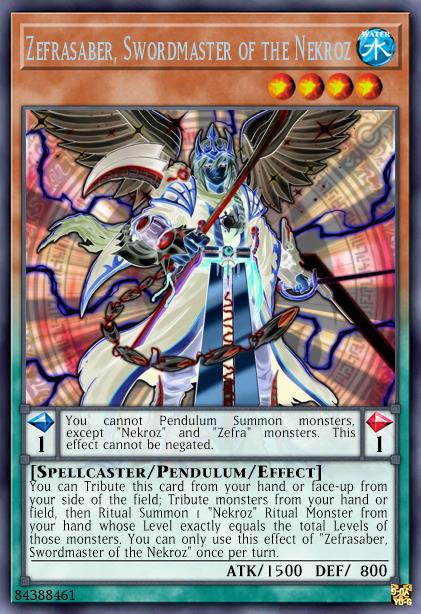 Zefrasaber, Swordmaster of the Nekroz
WATER
水
1
You cannot Pendulum Summon monsters,
except "Nekroz" and "Zefra" monsters. This
effect cannot be negated.
1
[Spellcaster/Pendulum/Effect]
You can Tribute this card from your hand or face-up from
your side of the field; Tribute monsters from your hand or
field, then Ritual Summon 1 "Nekroz" Ritual Monster from
your hand whose Level exactly equals the total Levels of
those monsters. You can only use this effect of "Zefrasaber,
Swordmaster of the Nekroz" once per turn.
ATK/1500 DEF/ 800
84388461